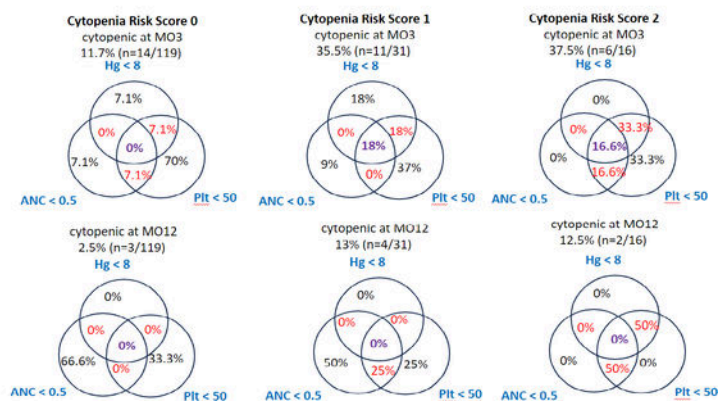 Cytopenia Risk Score 0
cytopenic at MO3
11.7% (n=14/119)
Hg < 8
7.1%
0%
7.1%
0%
7.1%
70%
7.1%
ANC < 0.5
Plt < 50
Cytopenia Risk Score 1
cytopenic at MO3
35.5% (n=11/31)
Hg < 8
18%
0%
18%
18%
9%
37%
0%
ANC < 0.5
Plt < 50
Cytopenia Risk Score 2
cytopenic at MO3
37.5% (n=6/16)
Hg < 8
0%
0%
33.3%
16.6%
0%
33.3%
16.6%
ANC < 0.5
Plt < 50
cytopenic at MO12
2.5% (n=3/119)
Hg < 8
0%
0%
0%
0%
66.6%
33.3%
0%
ANC < 0.5
Plt < 50
cytopenic at MO12
13% (n=4/31)
Hg < 8
0%
0%
0%
0%
50%
25%
25%
ANC < 0.5
Plt < 50
cytopenic at MO12
12.5% (n=2/16)
Hg < 8
0%
0%
50%
0%
0%
0%
50%
ANC < 0.5
Plt < 50